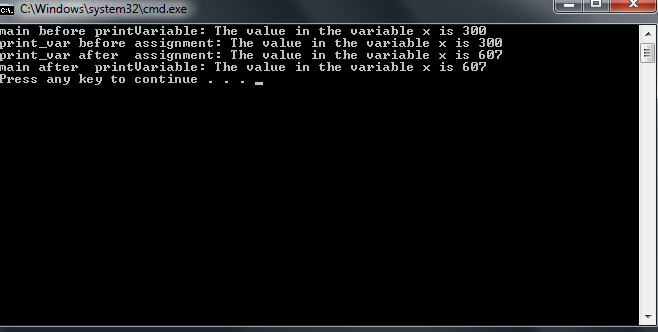 C:\Windows\system32\cmd.exe
main before printVariable: The value in the variable x is 300
print_var before assignment: The value in the variable x is 300
print_var after  assignment: The value in the variable x is 607
main after  printVariable: The value in the variable x is 607
Press any key to continue . . . _